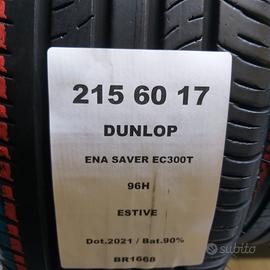 215 60 17
DUNLOP
ENA SAVER EC300T
96H
ESTIVE
Dot.2021 / Bat.90%
BR1668
subito